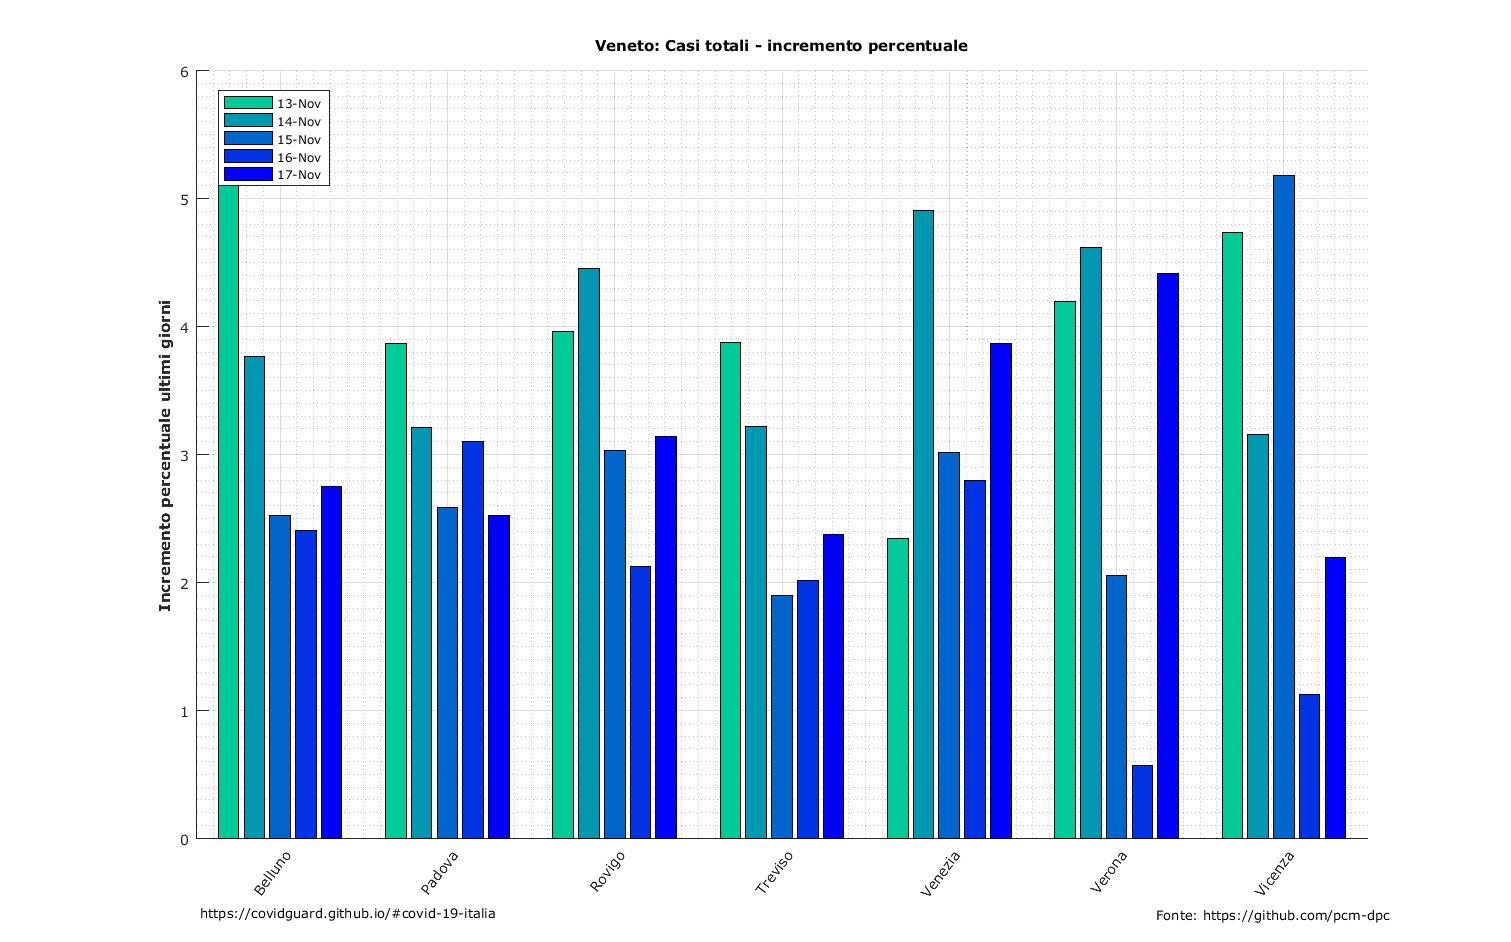 Veneto: Casi totali - incremento percentuale
6
5
4
3
2
1
0
Incremento percentuale ultimi giorni
13-Nov
14-Nov
15-Nov
16-Nov
17-Nov
Belluno
Padova
Rovigo
Treviso
Venezia
Verona
Vicenza
https://covidguard.github.io/#covid-19-italia
Fonte: https://github.com/pcm-dpc